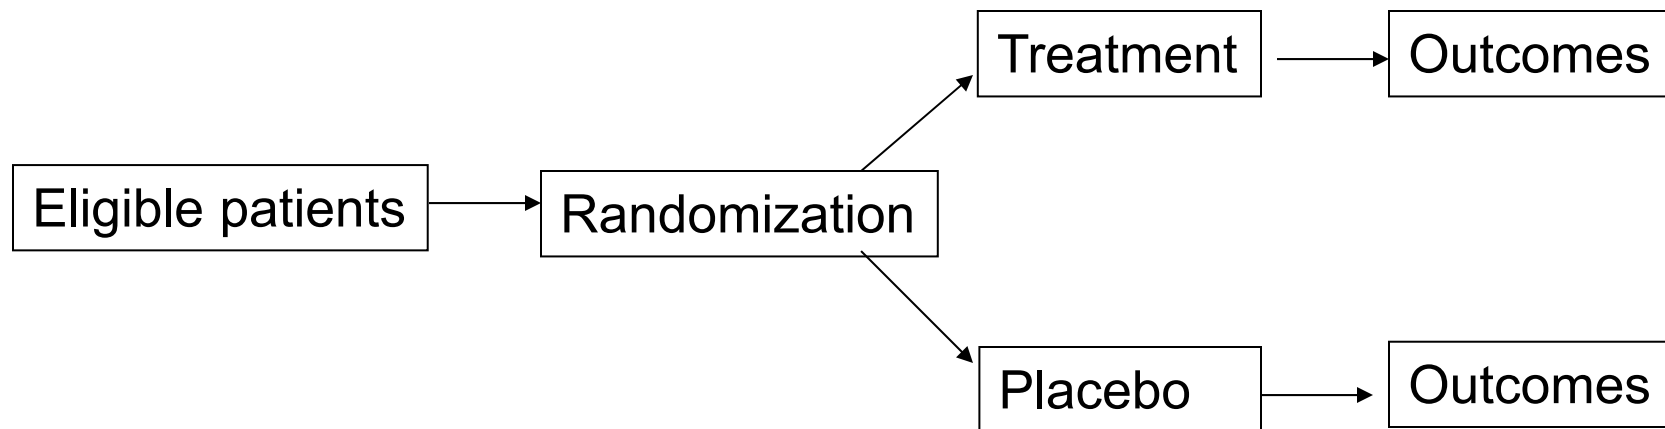 Treatment
Outcomes
Eligible patients
Randomization
Placebo
Outcomes